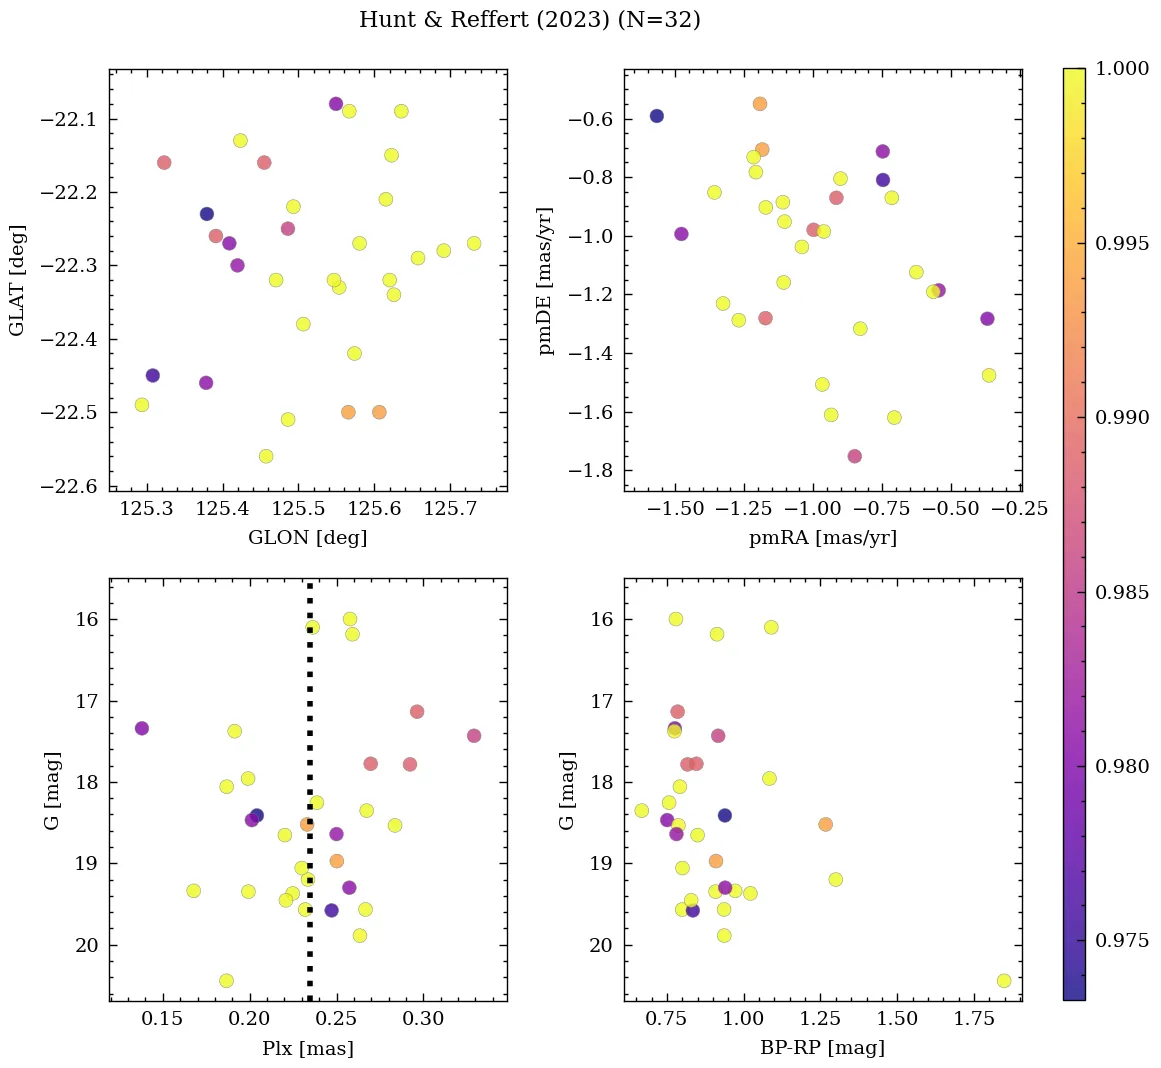 Hunt & Reffert (2023) (N=32)
−22.1
−22.2
−22.3
−22.4
−22.5
−22.6
GLAT [deg]
125.3 125.4 125.5 125.6 125.7
GLON [deg]
−0.6
−0.8
−1.0
−1.2
−1.4
−1.6
−1.8
pmDE [mas/yr]
−1.50 −1.25 −1.00 −0.75 −0.50 −0.25
pmRA [mas/yr]
16
17
18
19
20
G [mag]
0.15 0.20 0.25 0.30
Plx [mas]
16
17
18
19
20
G [mag]
0.75 1.00 1.25 1.50 1.75
BP-RP [mag]
1.000
0.995
0.990
0.985
0.980
0.975